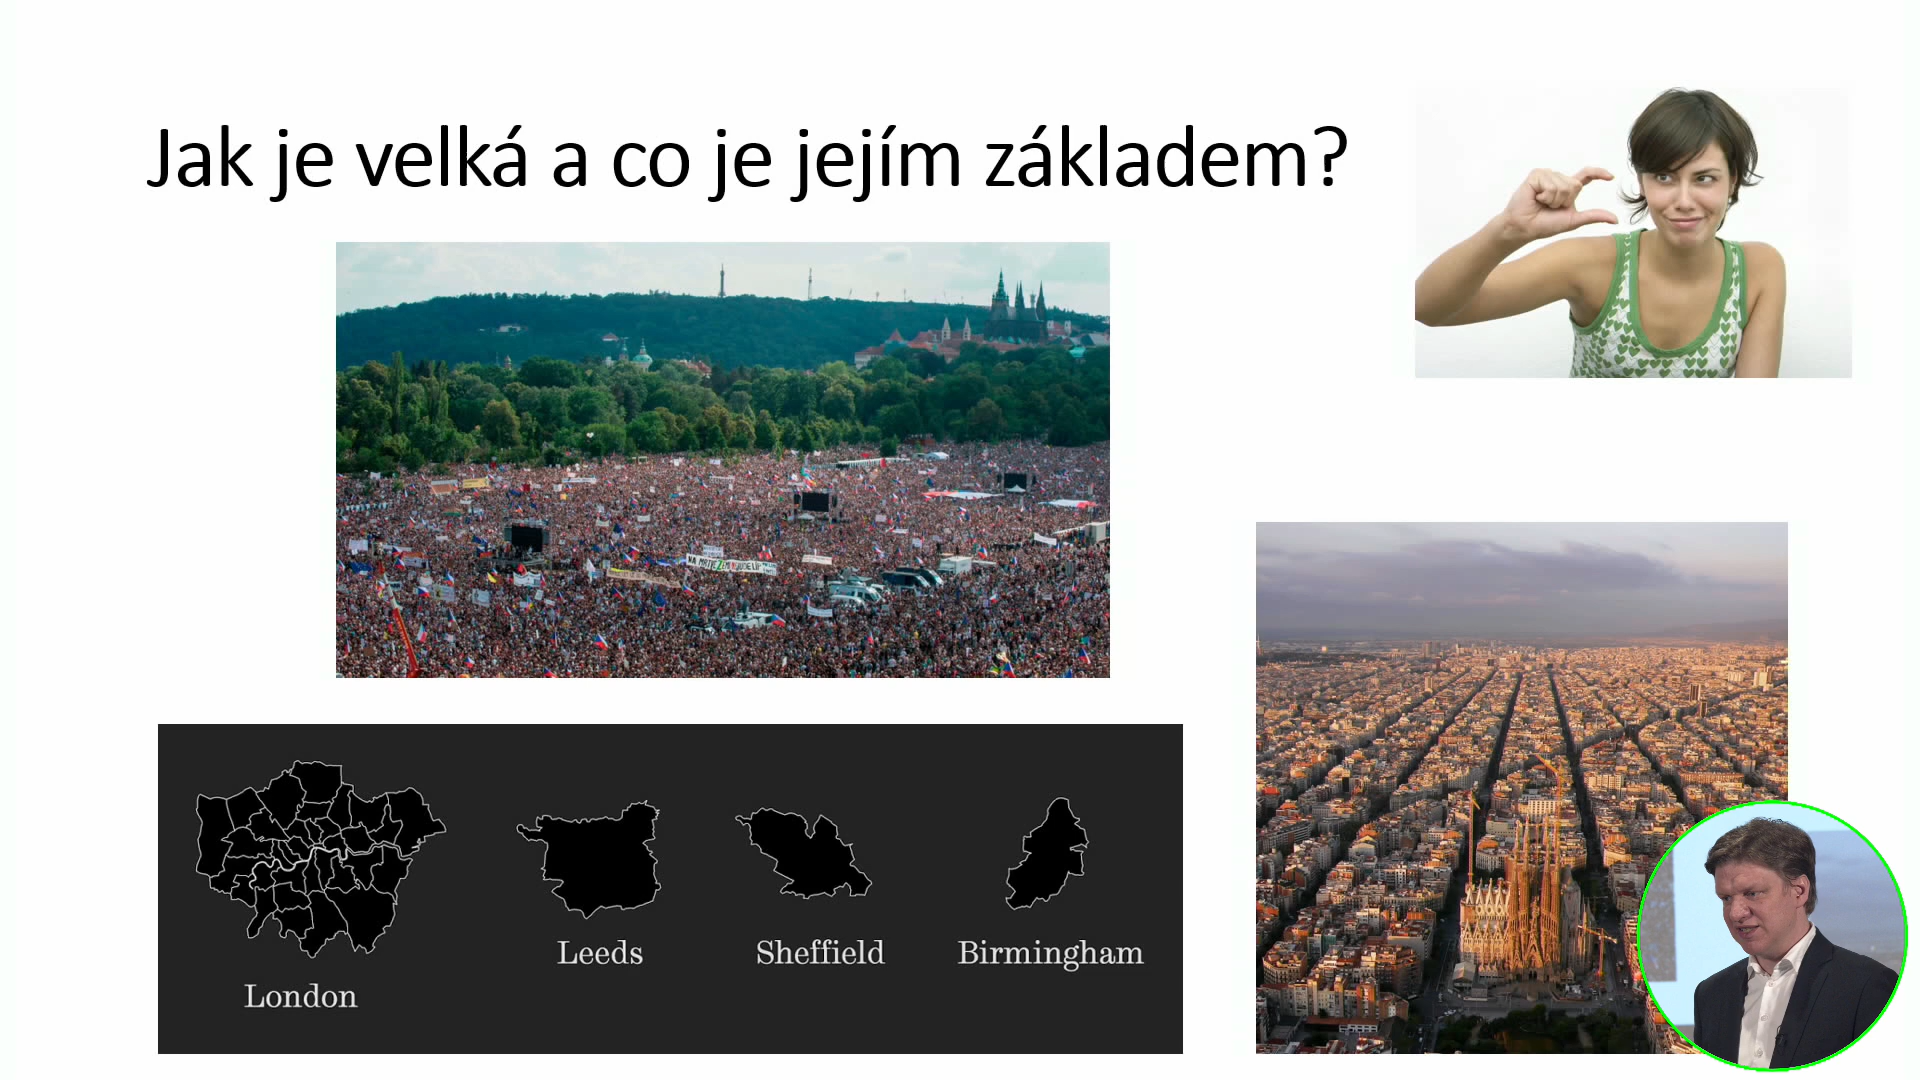 Jak je velká a co je jejím základem?
London
Leeds
Sheffield
Birmingham